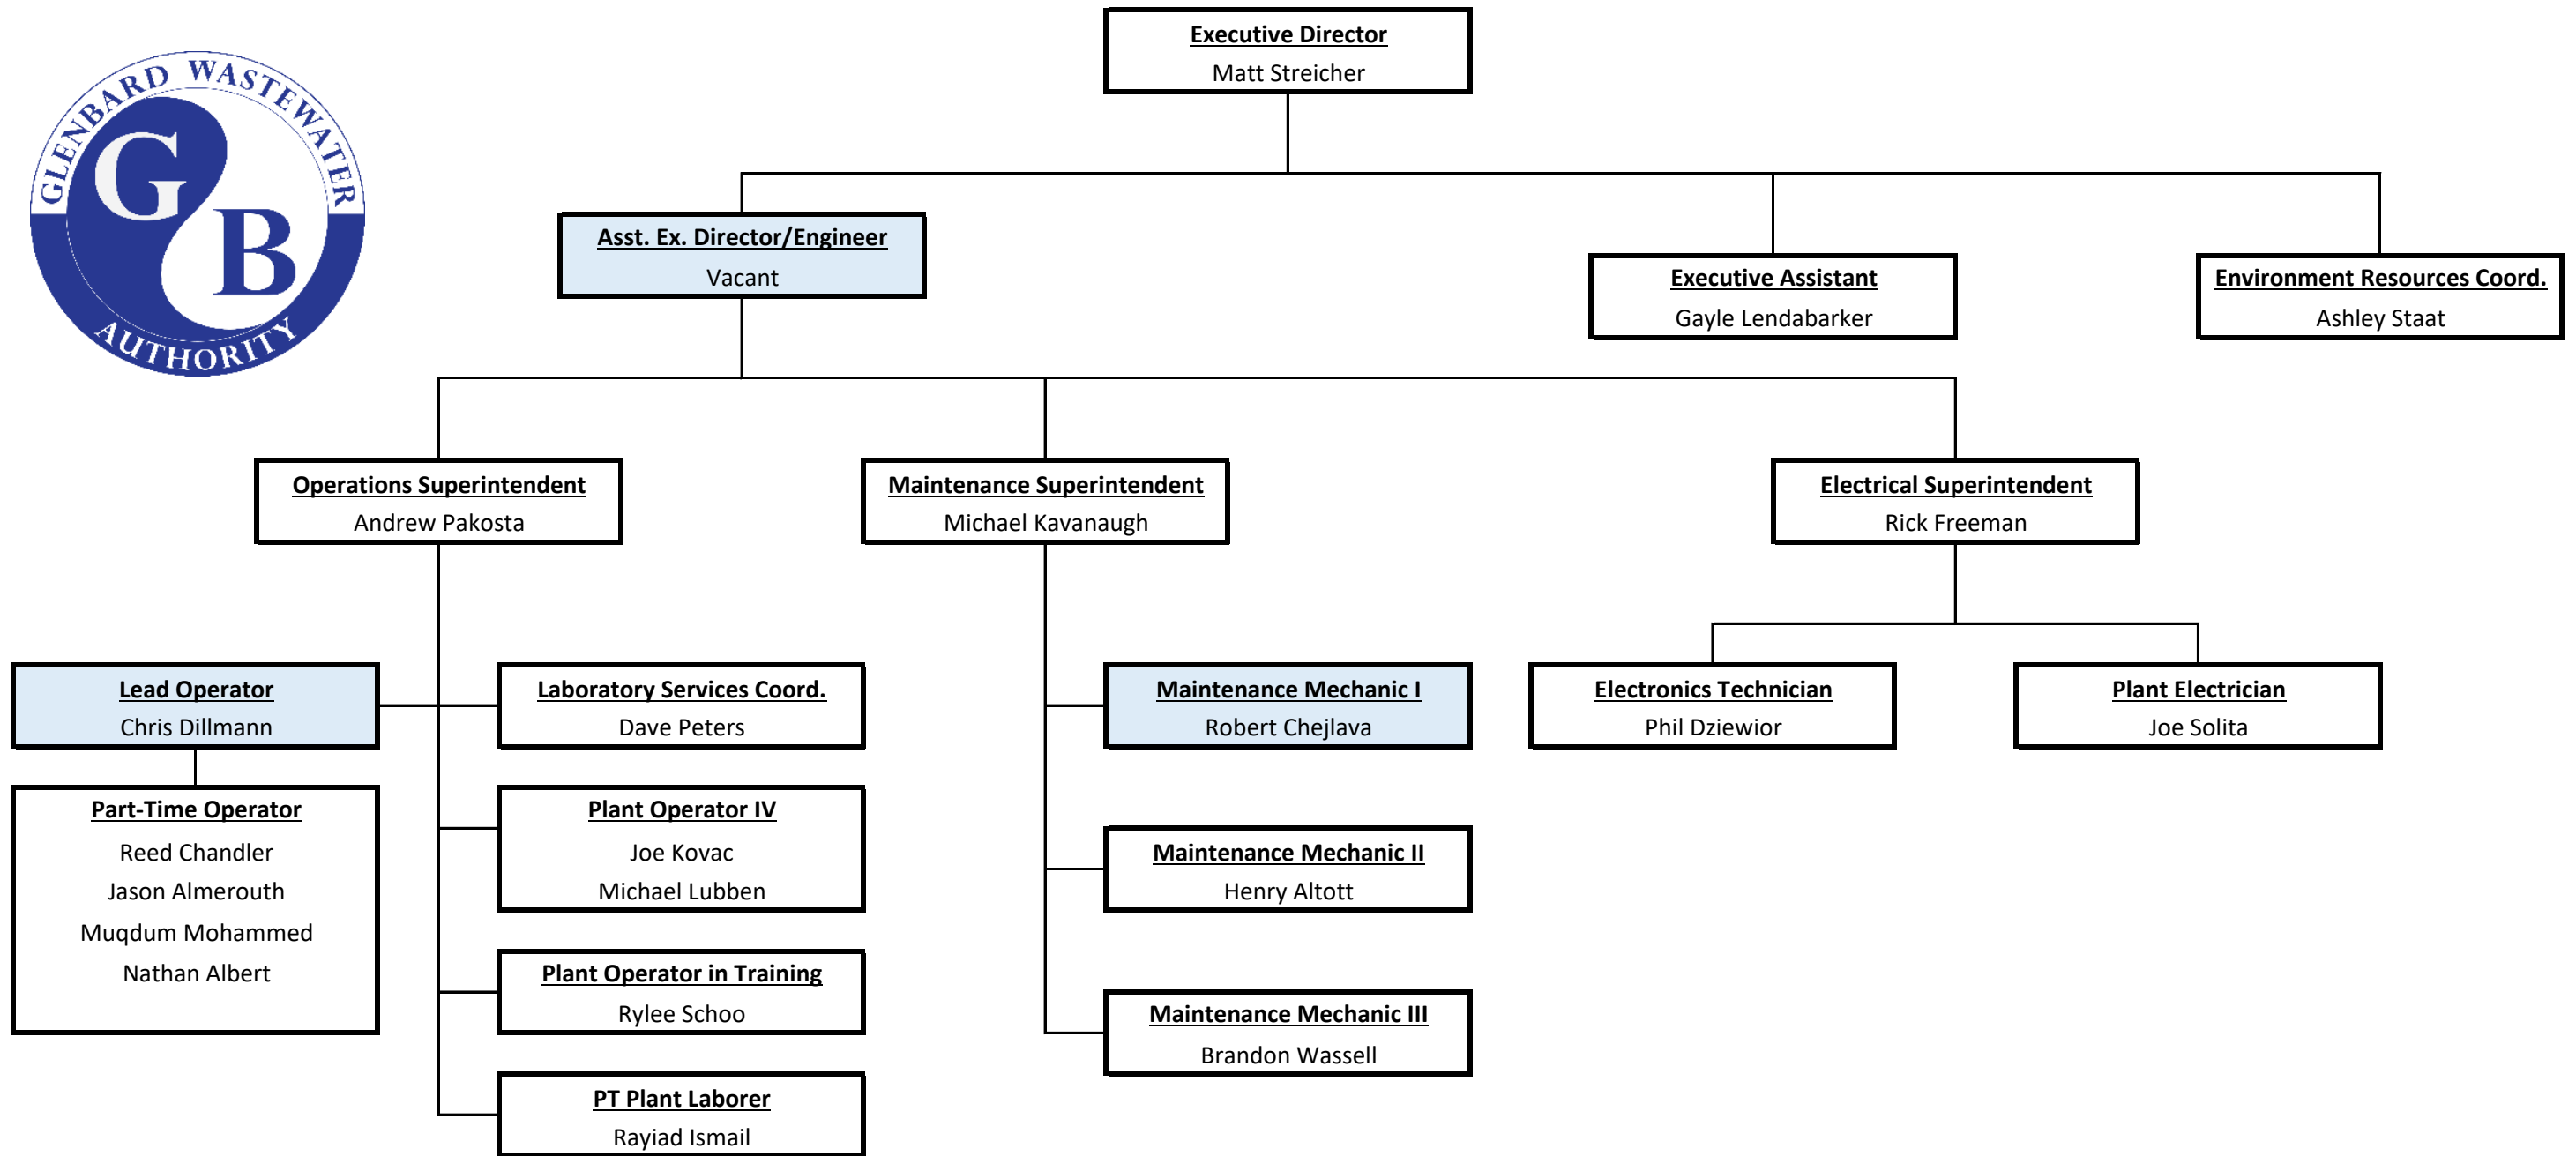 Executive Director
Matt Streicher
GLENBARD WASTEWATER
G
B
AUTHORITY
Asst. Ex. Director/Engineer
Vacant
Executive Assistant
Gayle Lendabarker
Environment Resources Coord.
Ashley Staat
Operations Superintendent
Andrew Pakosta
Maintenance Superintendent
Michael Kavanaugh
Electrical Superintendent
Rick Freeman
Lead Operator
Chris Dillmann
Laboratory Services Coord.
Dave Peters
Maintenance Mechanic I
Robert Chejlava
Electronics Technician
Phil Dziewior
Plant Electrician
Joe Solita
Part-Time Operator
Reed Chandler
Jason Almerouth
Muqdum Mohammed
Nathan Albert
Plant Operator IV
Joe Kovac
Michael Lubben
Maintenance Mechanic II
Henry Altott
Plant Operator in Training
Rylee Schoo
Maintenance Mechanic III
Brandon Wassell
PT Plant Laborer
Rayiad Ismail